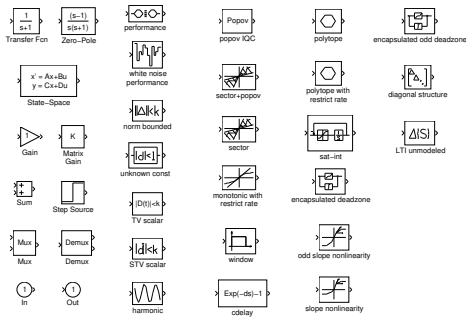 1
s+1
Transfer Fcn
(s−1)
s(s+1)
Zero−Pole
x' = Ax+Bu
y = Cx+Du
State−Space
1
Gain
K
Matrix
Gain
+
+
Sum
Step Source
Mux
Mux
Demux
Demux
1
In
1
Out
performance
white noise
performance
|Δ|<k
norm bounded
|d|<1
unknown const
|D(t)|<k
TV scalar
|d|<k
STV scalar
harmonic
Popov
popov IQC
sector+popov
sector
monotonic with
restrict rate
window
Exp(−ds)−1
cdelay
polytope
polytope with
restrict rate
sat−int
encapsulated deadzone
odd slope nonlinearity
slope nonlinearity
encapsulated odd deadzone
diagonal structure
Δ(S)
LTI unmodeled